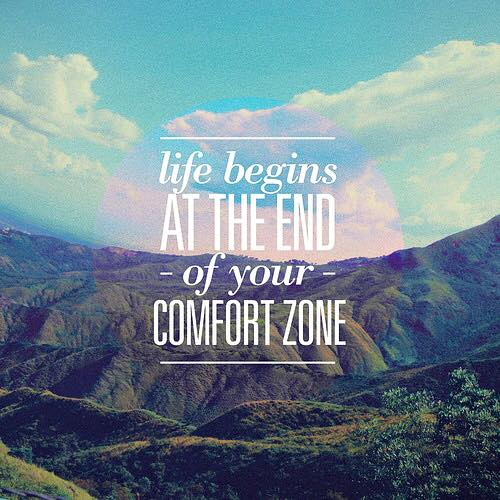 life begins
AT THE END
- of your -
COMFORT ZONE